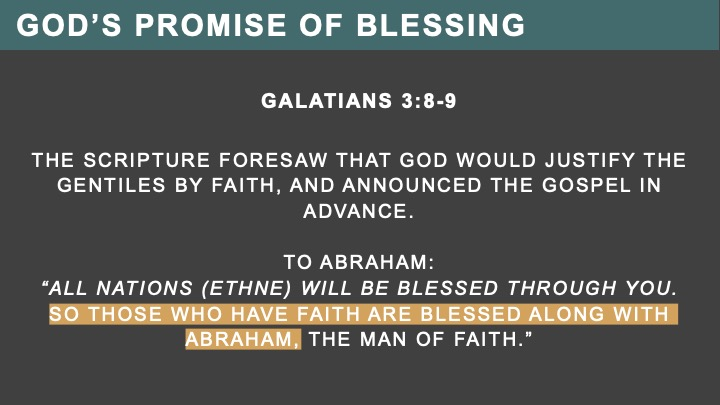 GOD’S PROMISE OF BLESSING
GALATIANS 3:8-9
THE SCRIPTURE FORESAW THAT GOD WOULD JUSTIFY THE
GENTILES BY FAITH, AND ANNOUNCED THE GOSPEL IN
ADVANCE.
TO ABRAHAM:
“ALL NATIONS (ETHNE) WILL BE BLESSED THROUGH YOU.
SO THOSE WHO HAVE FAITH ARE BLESSED ALONG WITH
ABRAHAM, THE MAN OF FAITH.”